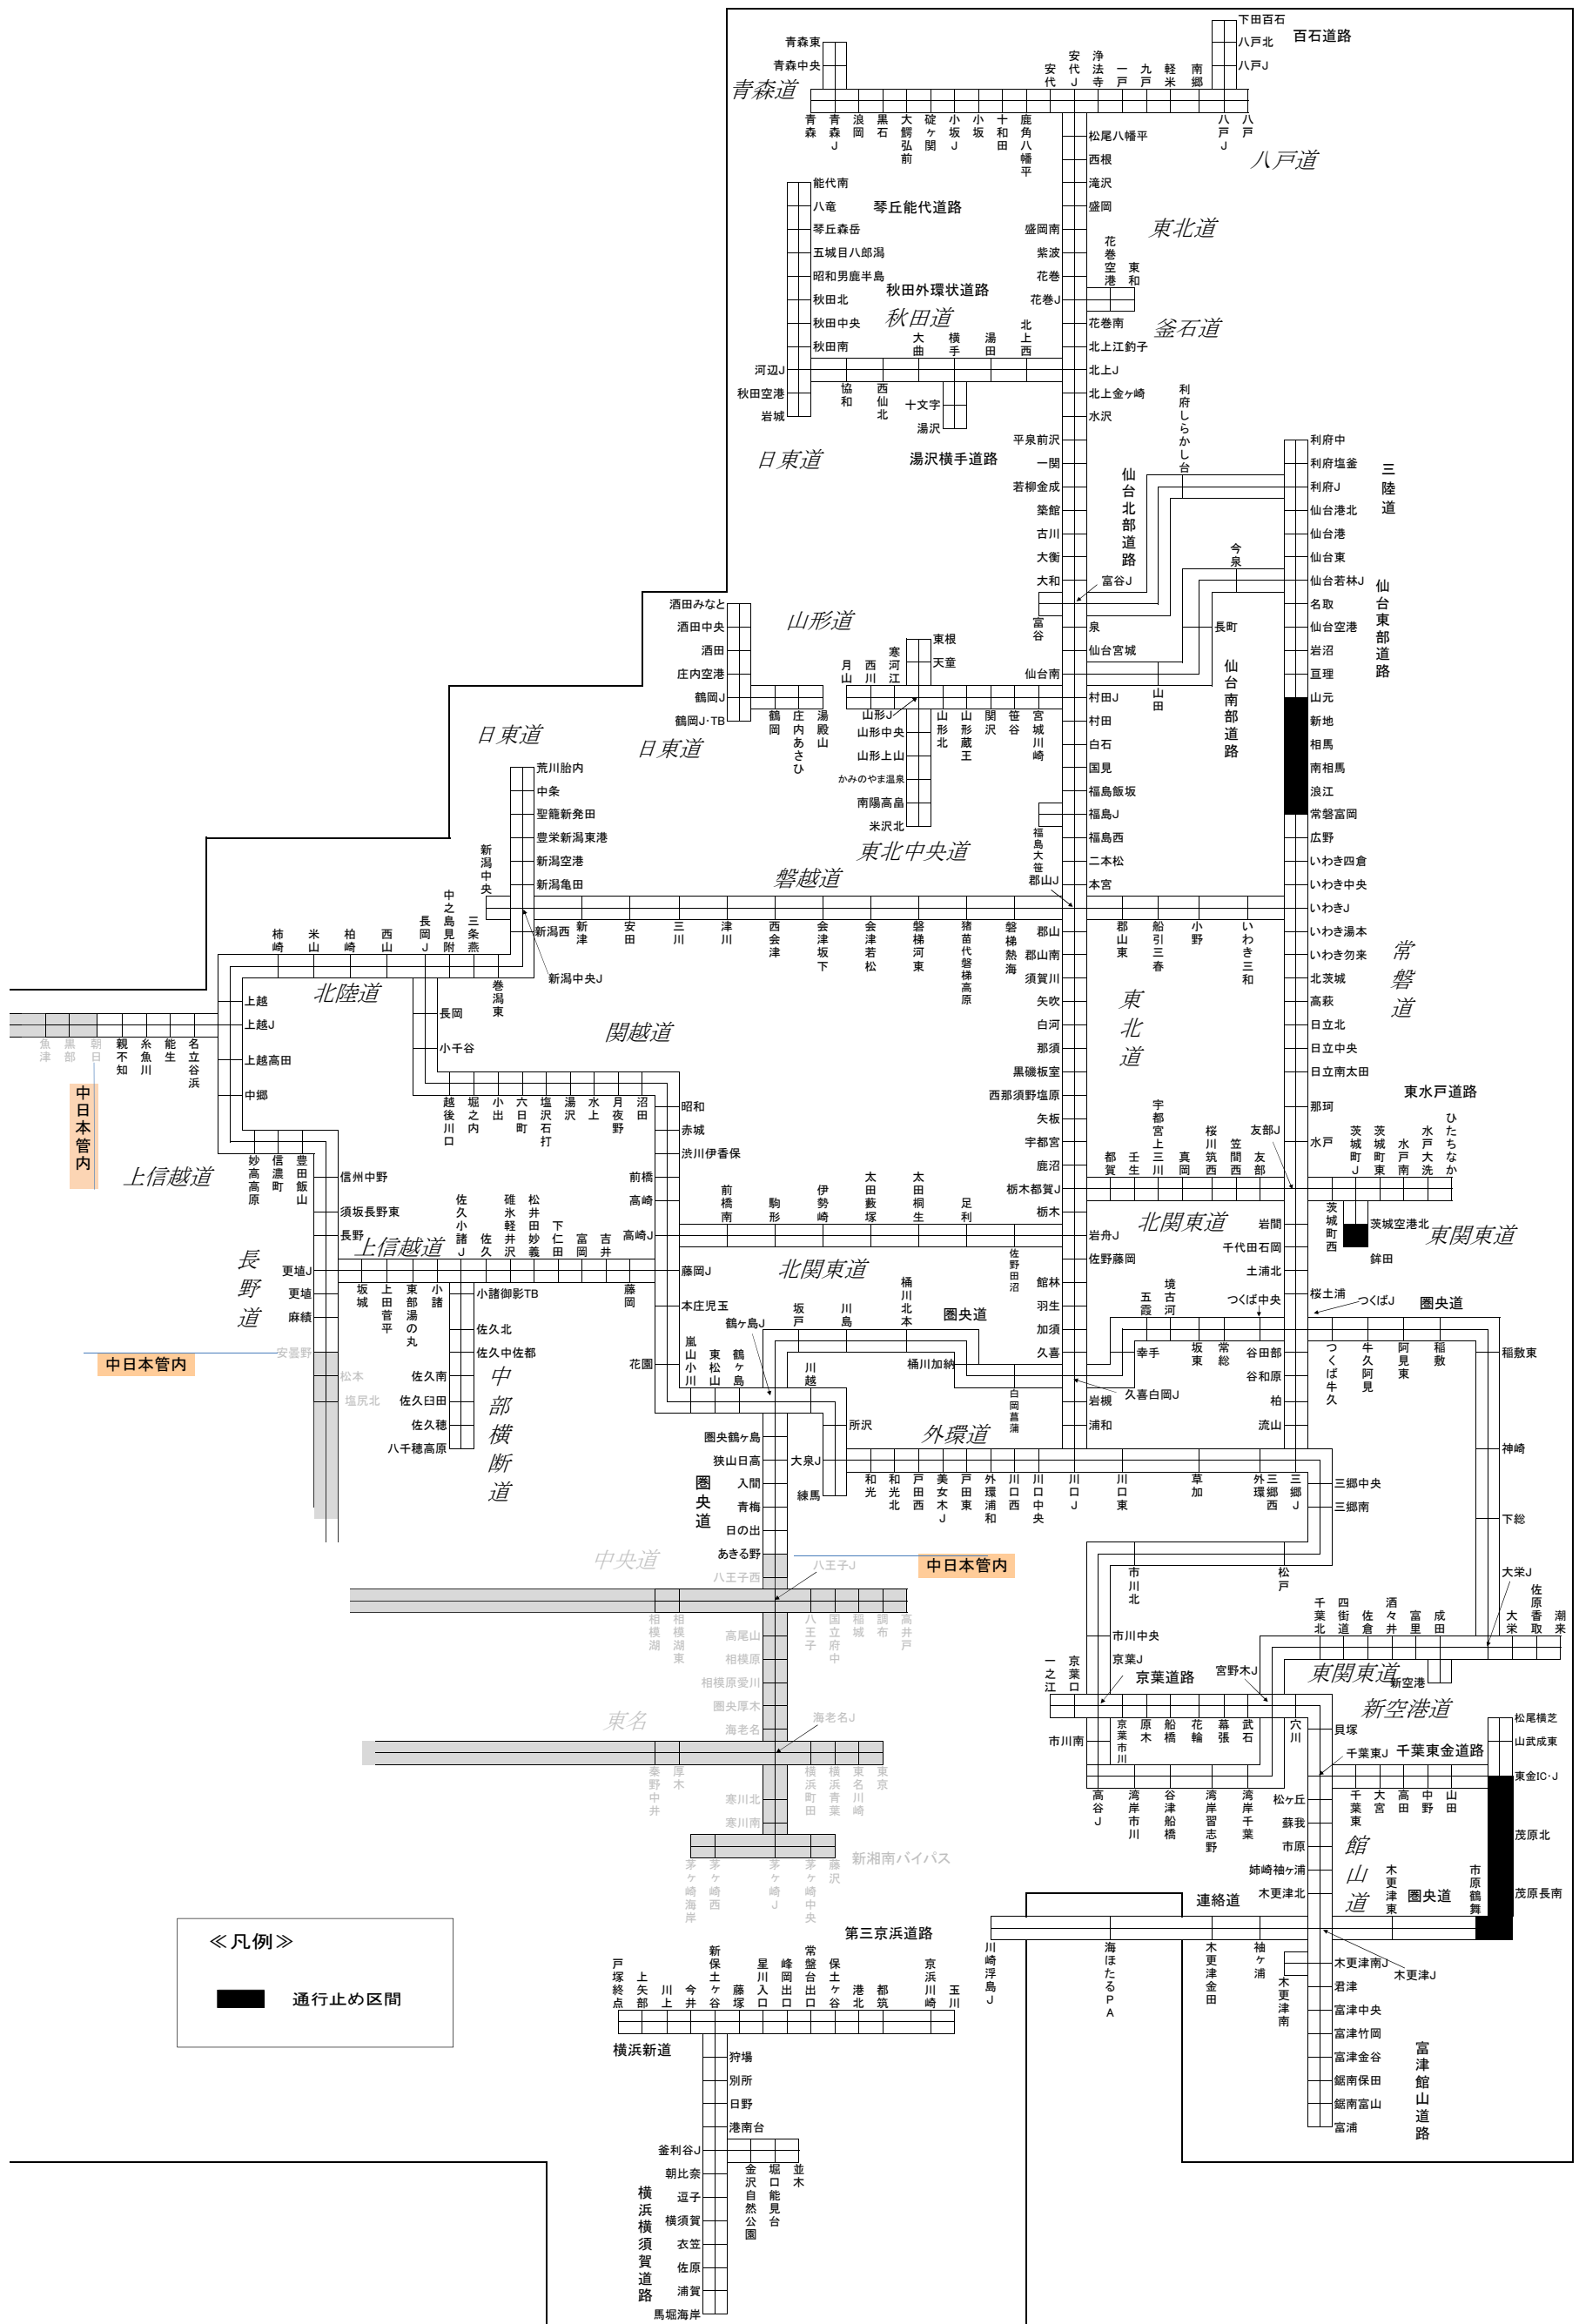 下田百石
八戸北
八戸J
百石道路
青森東
青森中央
青森道
安代
安代J
浄法寺
一戸
九戸
軽米
南郷
青森
青森J
浪岡
黒石
大鰐弘前
碇ヶ関
小坂J
小坂
十和田
鹿角八幡平
八戸J
八戸
八戸道
松尾八幡平
西根
滝沢
盛岡
盛岡南
紫波
花巻
花巻J
東北道
花巻空港
東和
釜石道
花巻南
北上江釣子
北上J
北上金ヶ崎
水沢
能代南
八竜
琴丘森岳
五城目八郎潟
昭和男鹿半島
秋田北
秋田中央
秋田南
河辺J
秋田空港
岩城
琴丘能代道路
秋田外環状道路
秋田道
大曲
横手
湯田
北上西
協和
西仙北
十文字
湯沢
日東道
湯沢横手道路
平泉前沢
一関
若柳金成
築館
古川
大衡
大和
富谷
富谷J
仙台北部道路
利府しらかし台
利府中
利府塩釜
利府J
仙台港北
仙台港
仙台東
仙台若林J
名取
仙台空港
岩沼
亘理
山元
新地
相馬
南相馬
浪江
常磐富岡
広野
いわき四倉
いわき中央
いわきJ
いわき湯本
いわき勿来
北茨城
高萩
日立北
日立中央
日立南太田
那珂
水戸
三陸道
仙台東部道路
今泉
長町
山田
仙台南部道路
泉
仙台宮城
仙台南
村田J
村田
白石
国見
福島飯坂
福島J
福島西
二本松
本宮
福島大笹
郡山J
酒田みなと
酒田中央
酒田
庄内空港
鶴岡J
鶴岡J・TB
山形道
鶴岡
庄内あさひ
湯殿山
日東道
月山
西川
寒河江
東根
天童
山形J
山形中央
山形上山
かみのやま温泉
南陽高畠
米沢北
山形北
山形蔵王
関沢
笹谷
宮城川崎
東北中央道
日東道
荒川胎内
中条
聖籠新発田
豊栄新潟東港
新潟空港
新潟亀田
新潟中央
新潟西
新潟中央J
磐越道
新津
安田
三川
津川
西会津
会津坂下
会津若松
磐梯河東
猪苗代磐梯高原
磐梯熱海
郡山東
船引三春
小野
いわき三和
柿崎
米山
柏崎
西山
長岡J
中之島見附
三条燕
巻潟東
北陸道
上越
上越J
上越高田
中郷
魚津
黒部
朝日
親不知
糸魚川
能生
名立谷浜
中日本管内
上信越道
妙高高原
信濃町
豊田飯山
信州中野
須坂長野東
長野
更埴J
更埴
麻績
安曇野
松本
塩尻北
長野道
中日本管内
長岡
小千谷
関越道
越後川口
堀之内
小出
六日町
塩沢石打
湯沢
水上
月夜野
沼田
昭和
赤城
渋川伊香保
前橋
高崎
高崎J
藤岡J
本庄児玉
花園
上信越道
佐久小諸J
佐久
碓氷軽井沢
松井田妙義
下仁田
富岡
吉井
藤岡
坂城
上田菅平
東部湯の丸
小諸
小諸御影TB
佐久北
佐久中佐都
佐久南
佐久臼田
佐久穂
八千穂高原
中部横断道
前橋南
駒形
伊勢崎
太田藪塚
太田桐生
足利
佐野田沼
北関東道
郡山
郡山南
須賀川
矢吹
白河
那須
黒磯板室
西那須野塩原
矢板
宇都宮
鹿沼
栃木都賀J
栃木
岩舟J
佐野藤岡
館林
羽生
加須
久喜
東北道
常磐道
都賀
壬生
宇都宮上三川
真岡
桜川筑西
笠間西
友部
友部J
北関東道
東水戸道路
茨城町J
茨城町東
水戸南
水戸大洗
ひたちなか
茨城町西
茨城空港北
鉾田
東関東道
岩間
千代田石岡
土浦北
桜土浦
つくばJ
圏央道
谷田部
谷和原
柏
流山
五霞
境古河
つくば中央
幸手
坂東
常総
つくば牛久
牛久阿見
阿見東
稲敷
稲敷東
神崎
下総
大栄J
鶴ヶ島J
坂戸
川島
桶川北本
圏央道
桶川加納
白岡菖蒲
久喜白岡J
岩槻
浦和
嵐山小川
東松山
鶴ヶ島
川越
所沢
大泉J
練馬
圏央鶴ヶ島
狭山日高
入間
青梅
日の出
あきる野
圏央道
外環道
和光
和光北
戸田西
美女木J
戸田東
外環浦和
川口西
川口中央
川口J
川口東
草加
外環三郷西
三郷J
三郷中央
三郷南
中日本管内
中央道
八王子西
八王子J
相模湖
相模湖東
八王子
国立府中
稲城
調布
高井戸
高尾山
相模原
相模原愛川
圏央厚木
海老名
海老名J
東名
秦野中井
厚木
横浜町田
横浜青葉
東名川崎
東京
寒川北
寒川南
新湘南バイパス
茅ヶ崎海岸
茅ヶ崎西
茅ヶ崎J
茅ヶ崎中央
藤沢
市川北
松戸
市川中央
京葉J
一之江
京葉口
京葉道路
宮野木J
市川南
京葉市川
原木
船橋
花輪
幕張
武石
穴川
高谷J
湾岸市川
谷津船橋
湾岸習志野
湾岸千葉
千葉北
四街道
佐倉
酒々井
富里
成田
大栄
佐原香取
潮来
新空港
東関東道
新空港道
貝塚
千葉東J
千葉東金道路
松尾横芝
山武成東
東金IC・J
茂原北
茂原長南
千葉東
大宮
高田
中野
山田
松ヶ丘
蘇我
市原
姉崎袖ヶ浦
木更津北
館山道
木更津東
圏央道
市原鶴舞
連絡道
川崎浮島J
海ほたるPA
木更津金田
袖ヶ浦
木更津南J
木更津J
木更津南
君津
富津中央
富津竹岡
富津金谷
鋸南保田
鋸南富山
富浦
富津館山道路
第三京浜道路
戸塚終点
上矢部
川上
今井
新保土ヶ谷
藤塚
星川入口
峰岡出口
常盤台出口
保土ヶ谷
港北
都筑
京浜川崎
玉川
横浜新道
狩場
別所
日野
港南台
釜利谷J
朝比奈
逗子
横須賀
衣笠
佐原
浦賀
馬堀海岸
金沢自然公園
堀口能見台
並木
横浜横須賀道路
≪凡例≫
通行止め区間